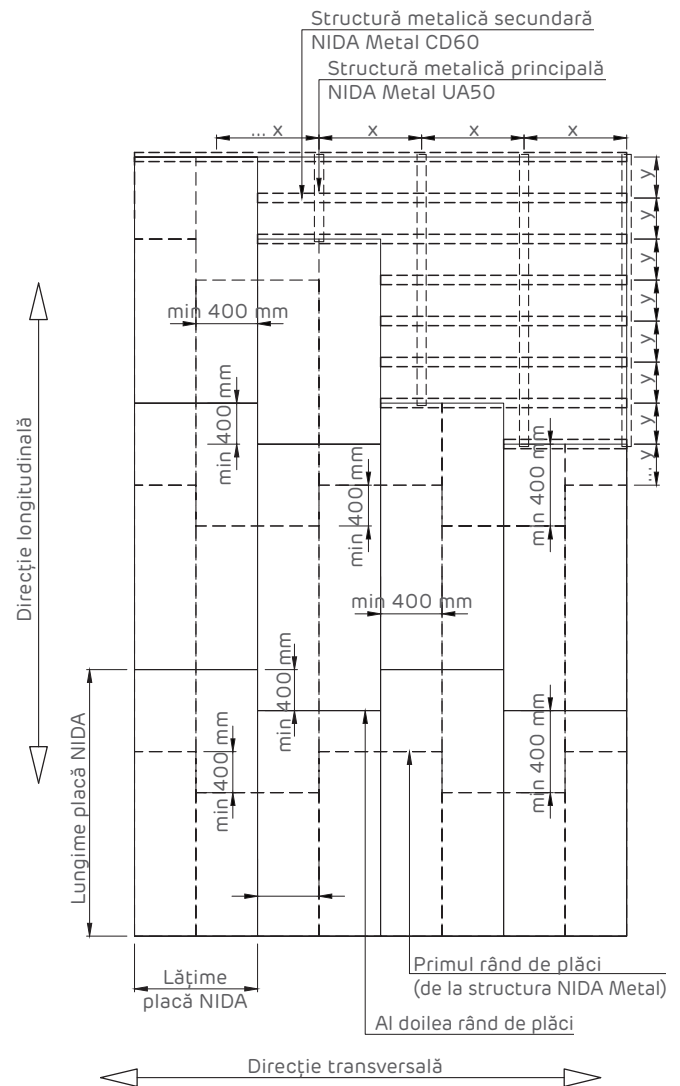 Structură metalică secundară
NIDA Metal CD60
Structură metalică principală
NIDA Metal UA50
... x
x
x
x
y
y
y
y
y
y
y
... y
min 400 mm
min 400 mm
min 400 mm
min 400 mm
min 400 mm
Direcție longitudinală
min 400 mm
min 400 mm
min 400 mm
Lungime placă NIDA
Lățime
placă NIDA
Primul rând de plăci
(de la structura NIDA Metal)
Al doilea rând de plăci
Direcție transversală